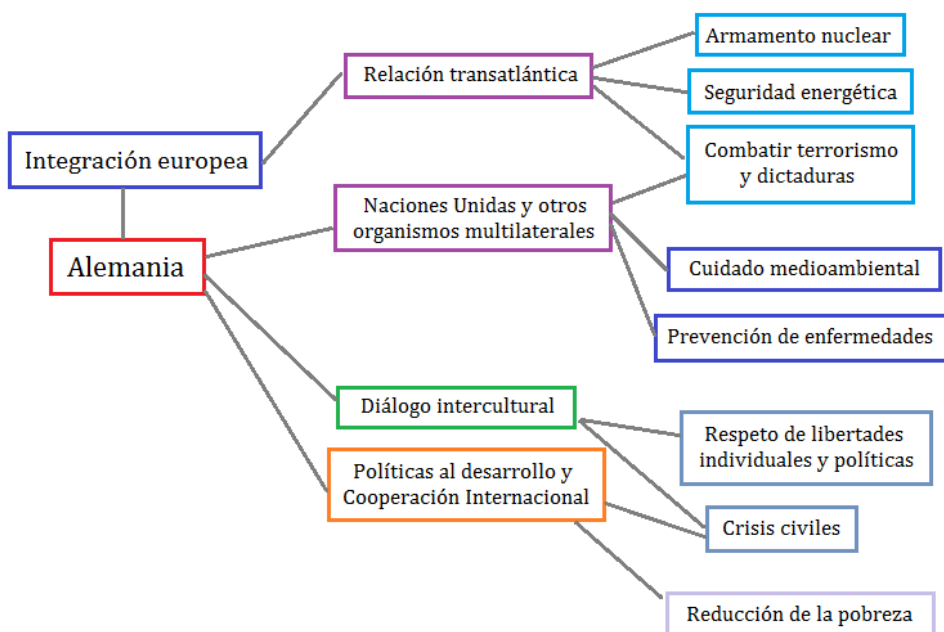 Armamento nuclear
Relación transatlántica
Seguridad energética
Integración europea
Combatir terrorismo
y dictaduras
Naciones Unidas y otros
organismos multilaterales
Alemania
Cuidado medioambiental
Prevención de enfermedades
Diálogo intercultural
Respeto de libertades
individuales y políticas
Políticas al desarrollo y
Cooperación Internacional
Crisis civiles
Reducción de la pobreza